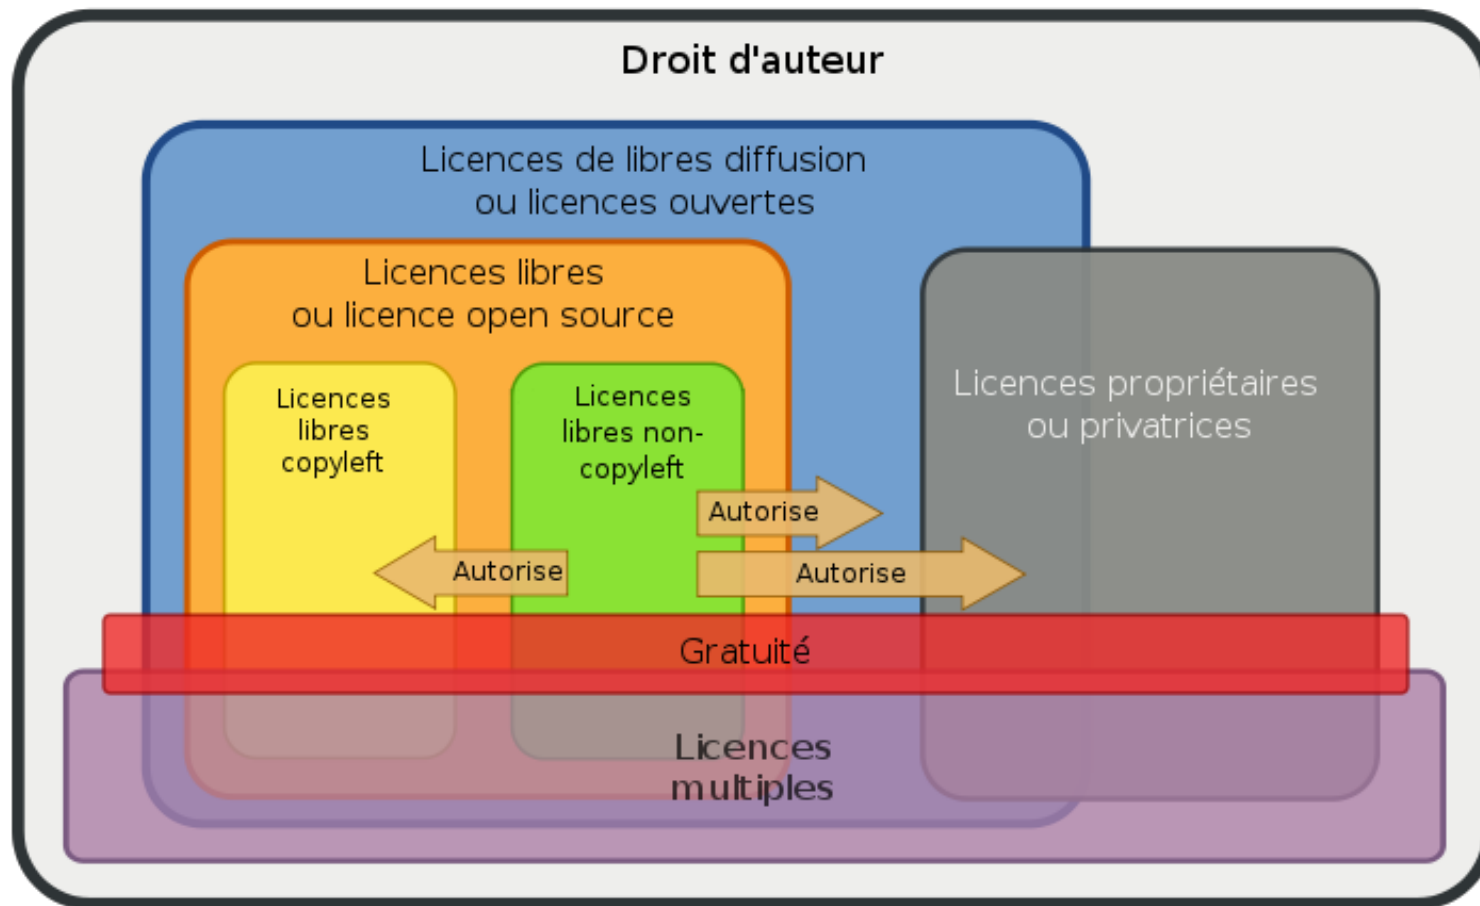 Droit d'auteur
Licences de libres diffusion
ou licences ouvertes
Licences libres
ou licence open source
Licences
libres
copyleft
Licences
libres non-
copyleft
Licences propriétaires
ou privatrices
Autorise
Autorise
Autorise
Gratuité
Licences
multiples